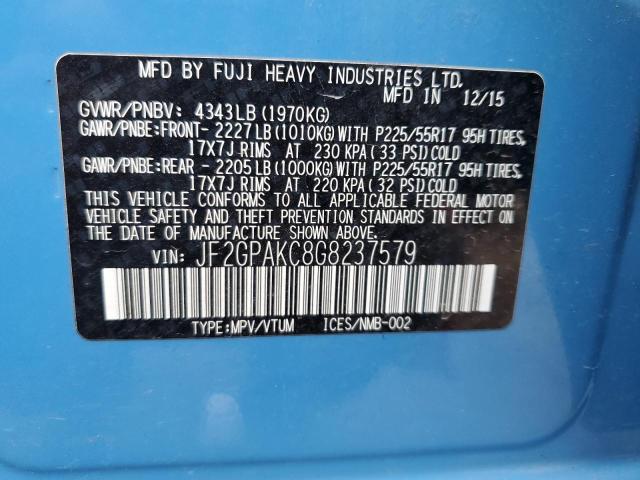 MFD BY FUJI HEAVY INDUSTRIES LTD.
MFD IN 12/15
GVWR/PNBV: 4343LB (1970KG)
GAWR/PNBE:FRONT- 2227LB (1010KG) WITH P225/55R17 95H TIRES,
17X7J RIMS AT 230 KPA (33 PSI) COLD
GAWR/PNBE:REAR - 2205LB (1000KG) WITH P225/55R17 95H TIRES,
17X7J RIMS AT 220 KPA (32 PSI) COLD
THIS VEHICLE CONFORMS TO ALL APPLICABLE FEDERAL MOTOR
VEHICLE SAFETY AND THEFT PREVENTION STANDARDS IN EFFECT ON
THE DATE OF MANUFACTURE SHOWN ABOVE.
VIN: JF2GPAKC8G8237579
TYPE:MPV/VTUM ICES/NMB-002